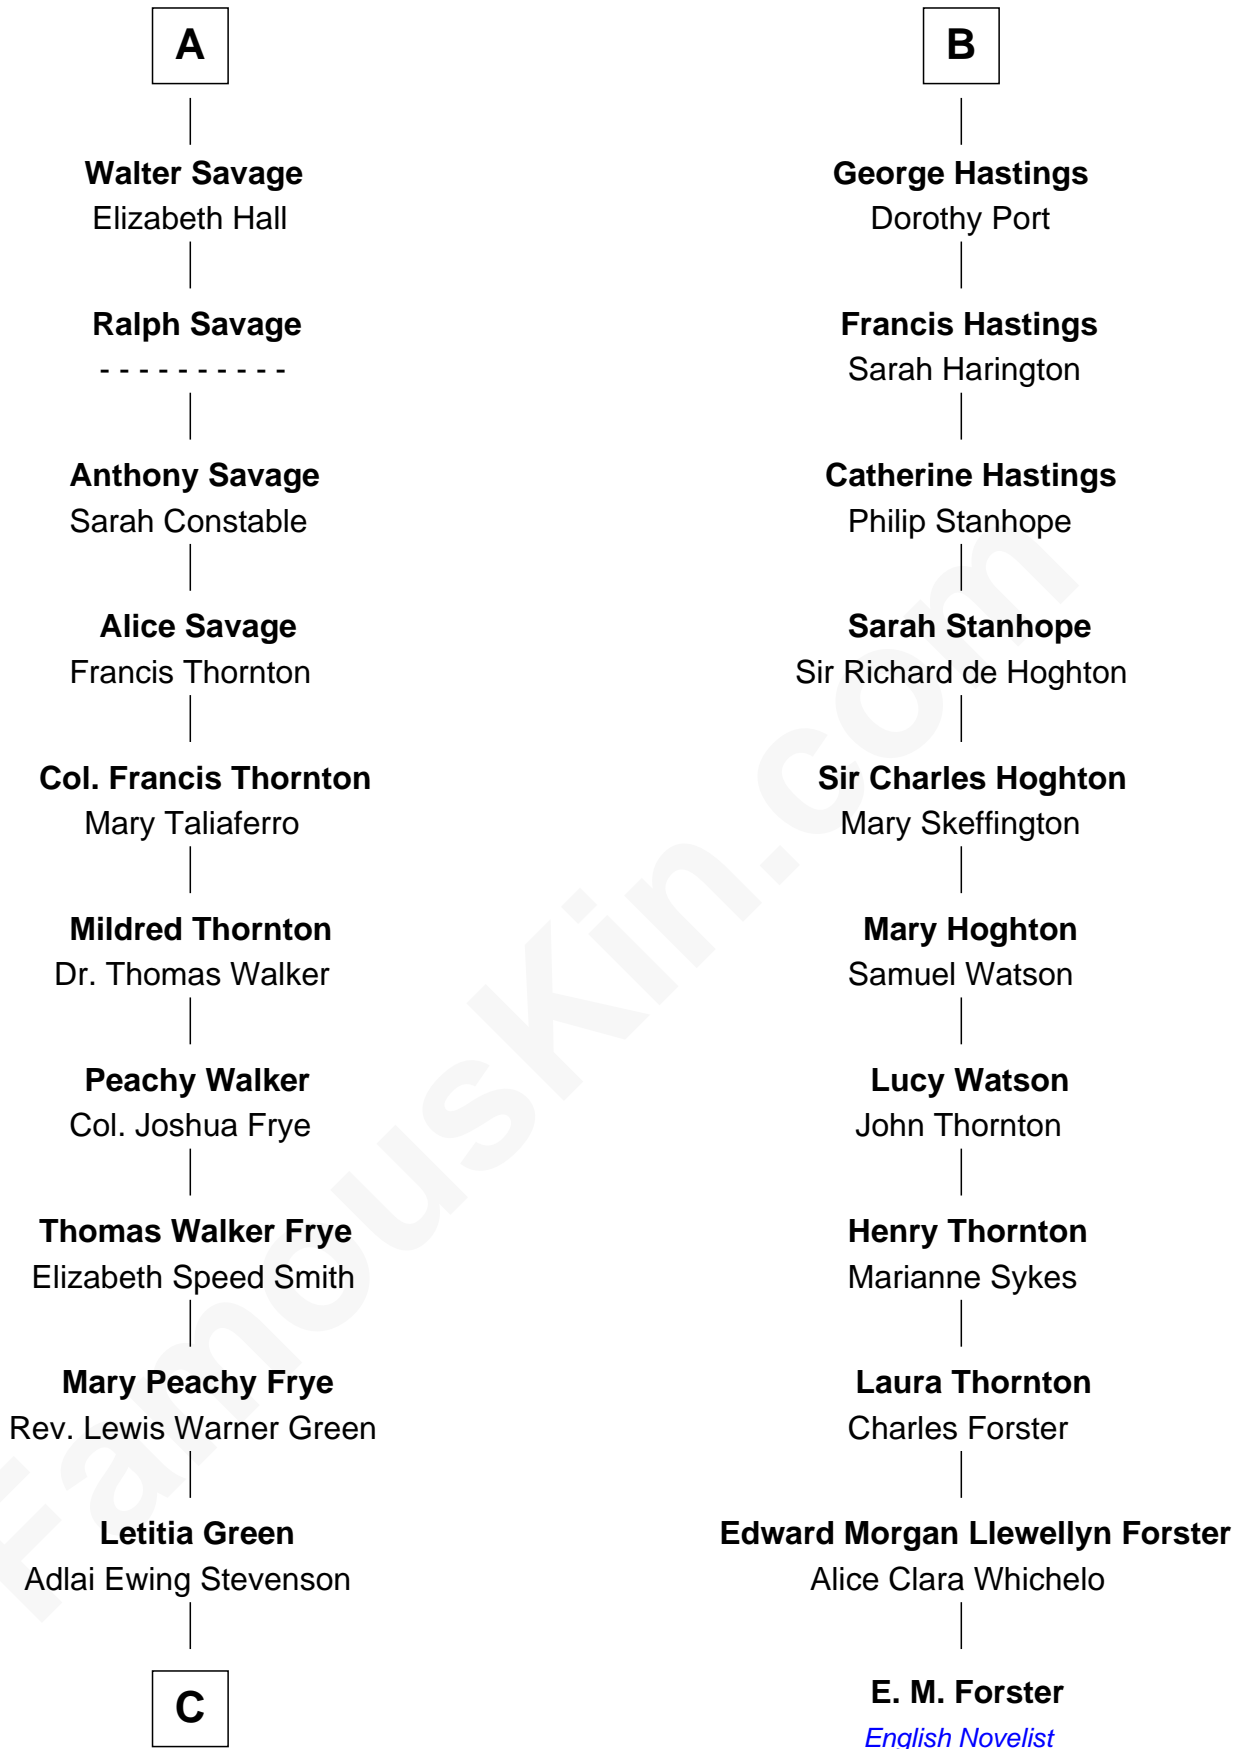 A
Walter Savage
Elizabeth Hall
Ralph Savage
- - - - - - - - - -
Anthony Savage
Sarah Constable
Alice Savage
Francis Thornton
Col. Francis Thornton
Mary Taliaferro
Mildred Thornton
Dr. Thomas Walker
Peachy Walker
Col. Joshua Frye
Thomas Walker Frye
Elizabeth Speed Smith
Mary Peachy Frye
Rev. Lewis Warner Green
Letitia Green
Adlai Ewing Stevenson
C
B
George Hastings
Dorothy Port
Francis Hastings
Sarah Harington
Catherine Hastings
Philip Stanhope
Sarah Stanhope
Sir Richard de Hoghton
Sir Charles Hoghton
Mary Skeffington
Mary Hoghton
Samuel Watson
Lucy Watson
John Thornton
Henry Thornton
Marianne Sykes
Laura Thornton
Charles Forster
Edward Morgan Llewellyn Forster
Alice Clara Whichelo
E. M. Forster
English Novelist
FamousKin.com